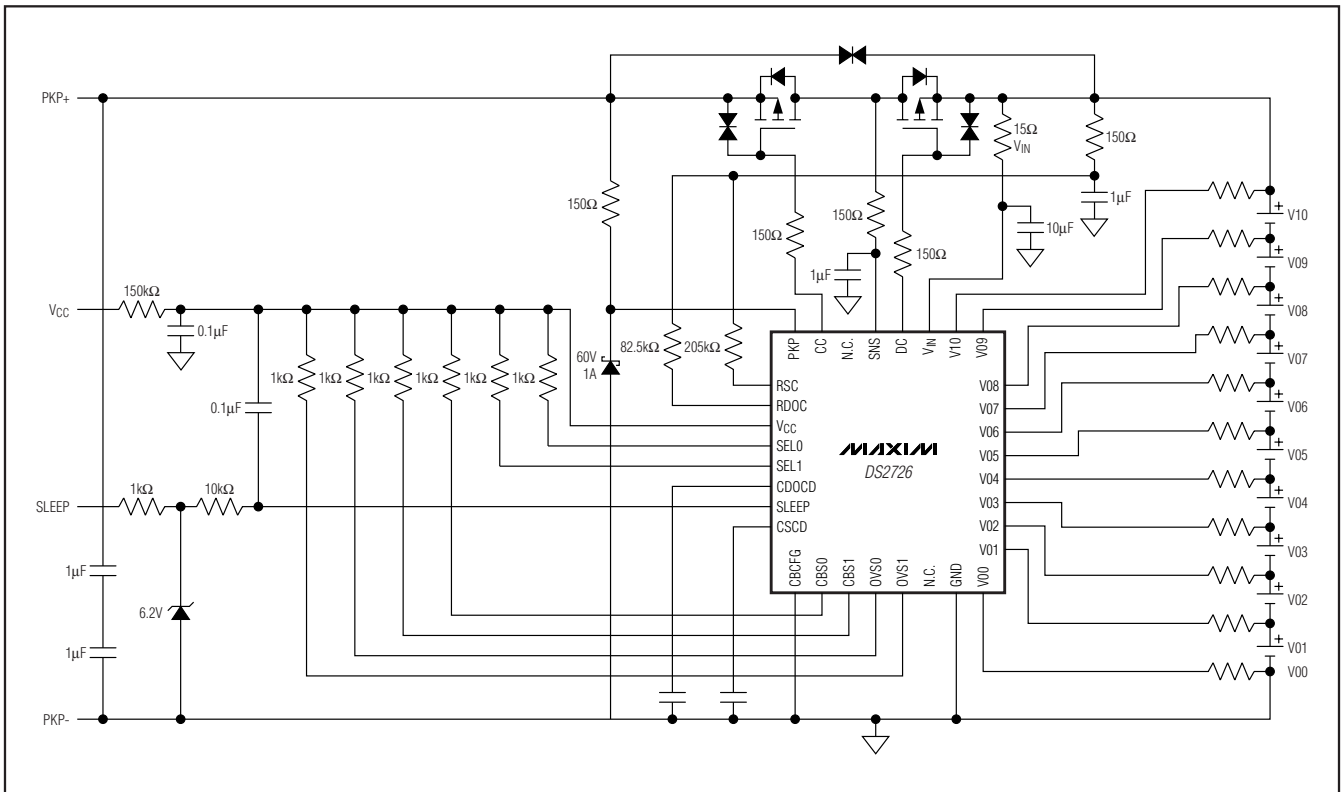 PKP+
15Ω
VIN
150Ω
150Ω
1µF
V10
150Ω
150Ω
10µF
150Ω
V09
1µF
150kΩ
VCC
V08
0.1µF
82.5kΩ
205kΩ
60V
1A
PKP
CC
N.C.
SNS
DC
VIN
V10
V09
V07
1kΩ
1kΩ
1kΩ
1kΩ
1kΩ
1kΩ
RSC
RDOC
VCC
SEL0
SEL1
CDOCD
SLEEP
CSCD
V08
V07
V06
V05
V04
V03
V02
V01
MAXIM
DS2726
0.1µF
V06
V05
SLEEP
1kΩ
10kΩ
V04
V03
1µF
CBCFG
CBS0
CBS1
OVS0
OVS1
N.C.
GND
V00
6.2V
V02
1µF
V01
V00
PKP-
+
+
+
+
+
+
+
+
+
+